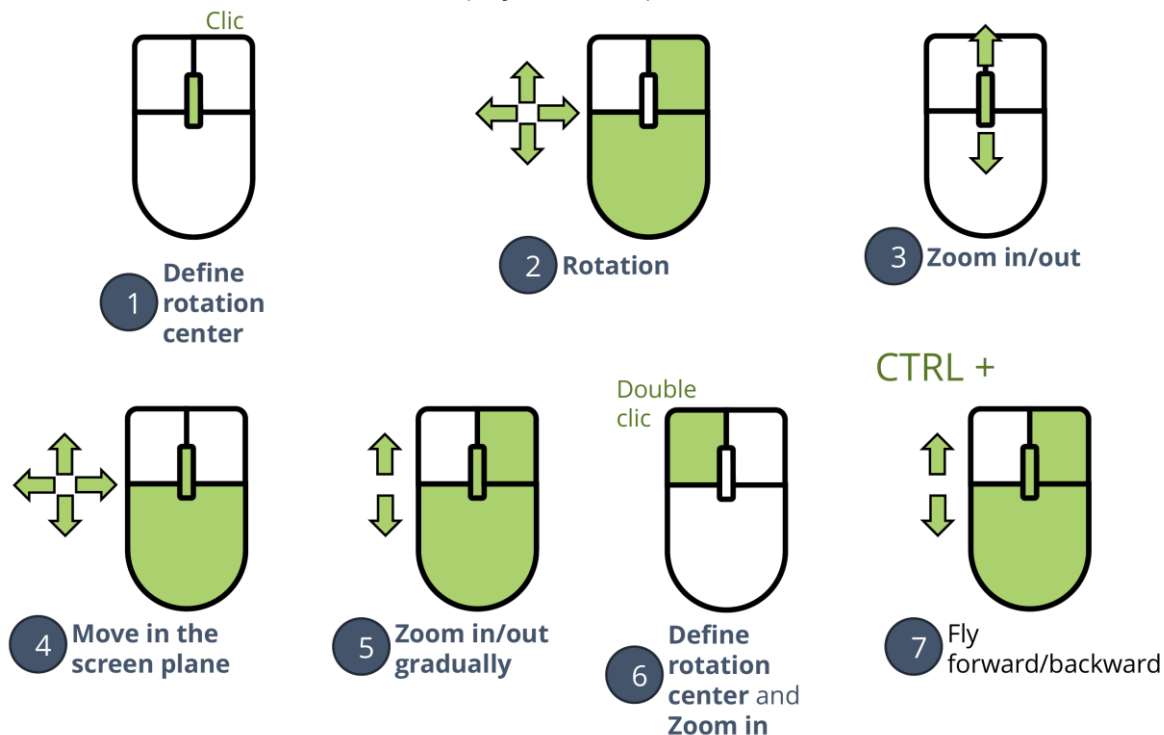 Clic
1 Define
rotation
center
2 Rotation
3 Zoom in/out
CTRL +
Double
clic
4 Move in the
screen plane
5 Zoom in/out
gradually
6 Define
rotation
center and
Zoom in
7 Fly
forward/backward